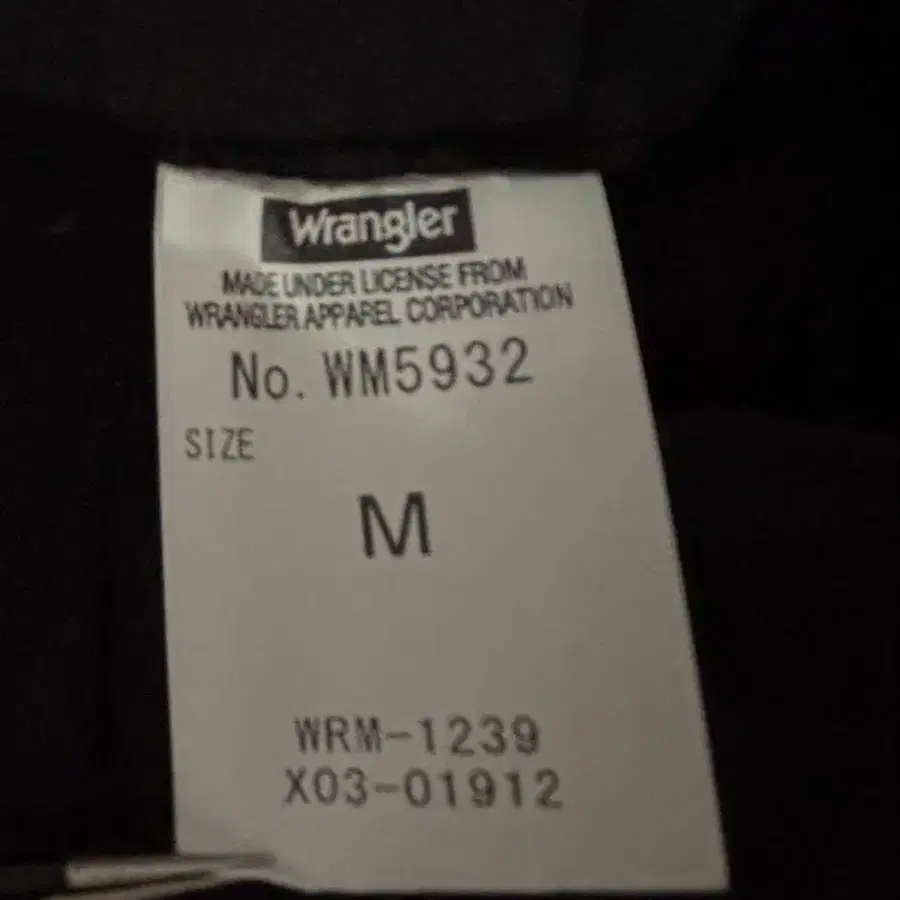 Wrangler
MADE UNDER LICENSE FROM
WRANGLER APPAREL CORPORATION
No. WM5932
SIZE
M
WRM-1239
X03-01912